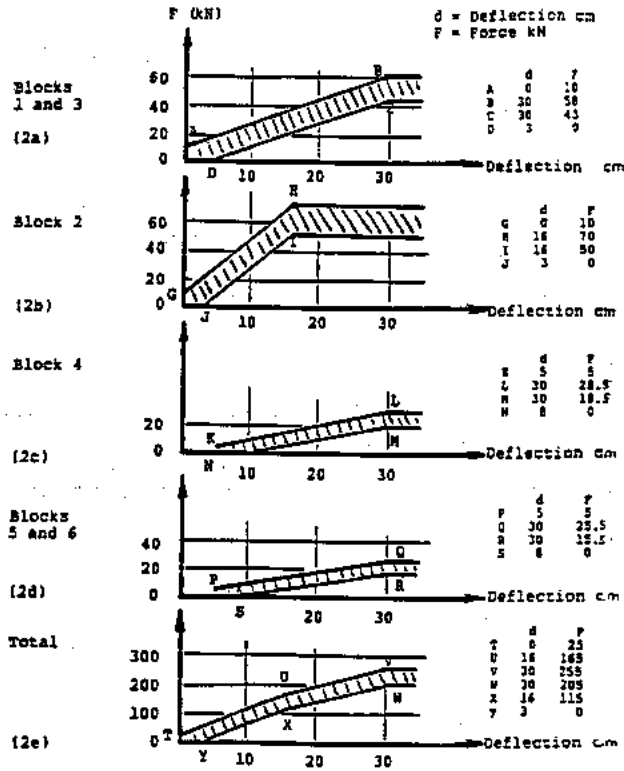 F (kN)
d = Deflection cm
F = Force kN
Blocks
1 and 3
(2a)
60
40
20
0
B
D
10
20
30
Deflection cm
d F
A 0 10
B 30 58
C 30
D 3 0
Block 2
(2b)
60
40
20
0
G
H
I
J
10
20
30
Deflection cm
d F
G 0 10
H 16 70
I 16 50
J 3 0
Block 4
(2c)
20
0
K
N
L
M
10
20
30
Deflection cm
d F
K 5 5
L 30 28.5
M 30 18.5
N 8 0
Blocks
5 and 6
(2d)
40
20
0
P
S
Q
R
10
20
30
Deflection cm
d F
P 5 5
Q 30 25.5
R 30 15.5
S 8 0
Total
(2e)
300
200
100
0
T
Y
U
X
V
W
10
20
30
Deflection cm
d F
T 0 25
U 16 165
V 30 255
W 30 205
X 16 115
Y 3 0